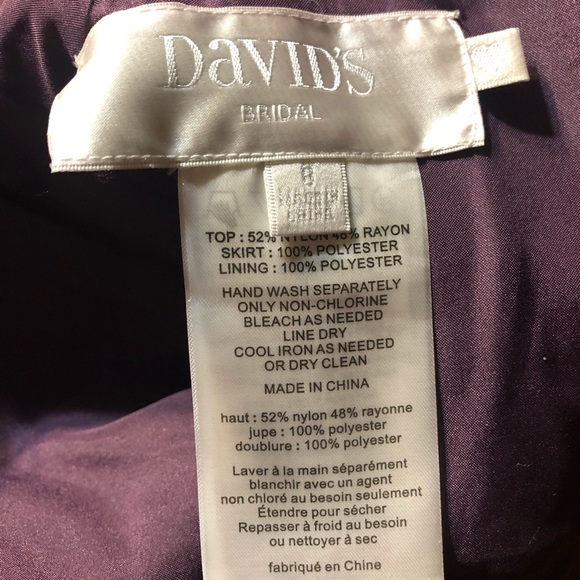 DaVID'S
BRIDAL
8
MADE IN
CHINA
TOP : 52% NYLON 48% RAYON
SKIRT : 100% POLYESTER
LINING : 100% POLYESTER
HAND WASH SEPARATELY
ONLY NON-CHLORINE
BLEACH AS NEEDED
LINE DRY
COOL IRON AS NEEDED
OR DRY CLEAN
MADE IN CHINA
haut : 52% nylon 48% rayonne
jupe : 100% polyester
doublure : 100% polyester
Laver à la main séparément
blanchir avec un agent
non chloré au besoin seulement
Étendre pour sécher
Repasser à froid au besoin
ou nettoyer à sec
fabriqué en Chine